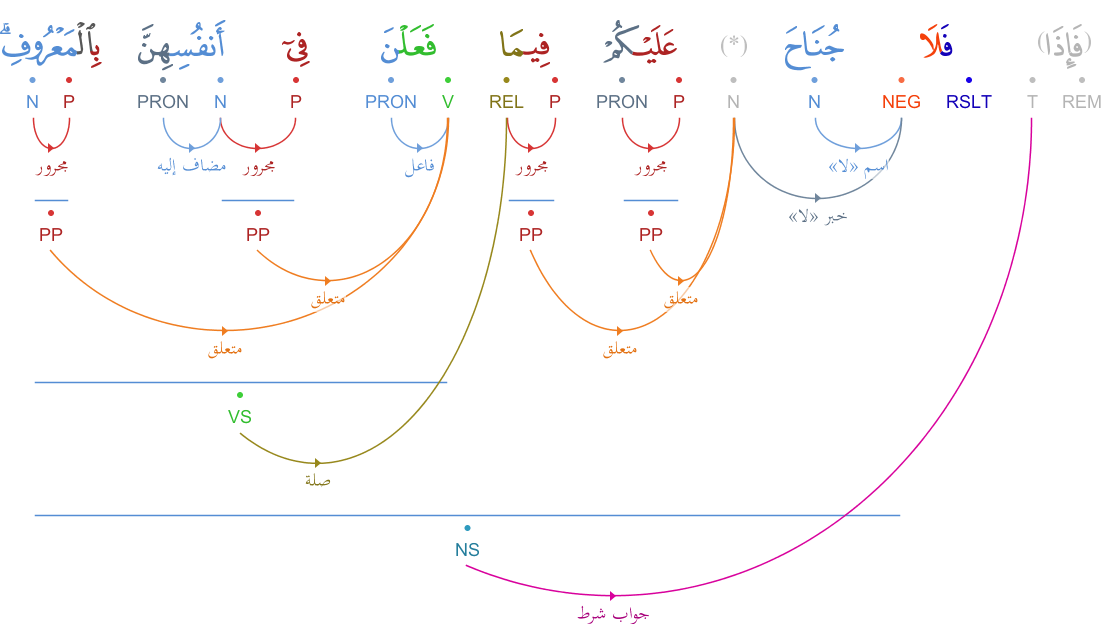 (فَإِذَا) فَلَا جُنَاحَ (*) عَلَيْكُمْ فِيمَا فَعَلْنَ فِىٓ أَنفُسِهِنَّ بِٱلْمَعْرُوفِ ۗ
REM T RSLT NEG N N P PRON P REL V PRON P N PRON P N
اسم «لا» مجرور مجرور فاعل مجرور مضاف إليه مجرور
خبر «لا»
PP PP PP PP
متعلق متعلق
متعلق متعلق
VS
صلة
NS
جواب شرط